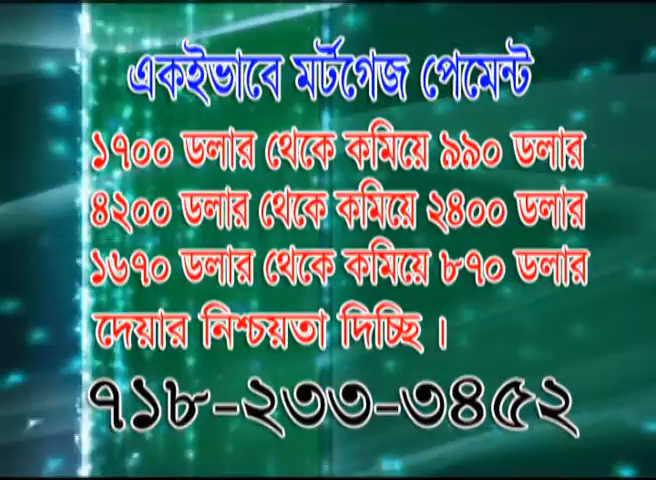 একইভাবে মর্টগেজ পেমেন্ট
১৭০০ ডলার থেকে কমিয়ে ৯৯০ ডলার
৪২০০ ডলার থেকে কমিয়ে ২৪০০ ডলার
১৬৭০ ডলার থেকে কমিয়ে ৮৭০ ডলার
দেয়ার নিশ্চয়তা দিচ্ছি ।
৭১৮-২৩৩-৩৪৫২